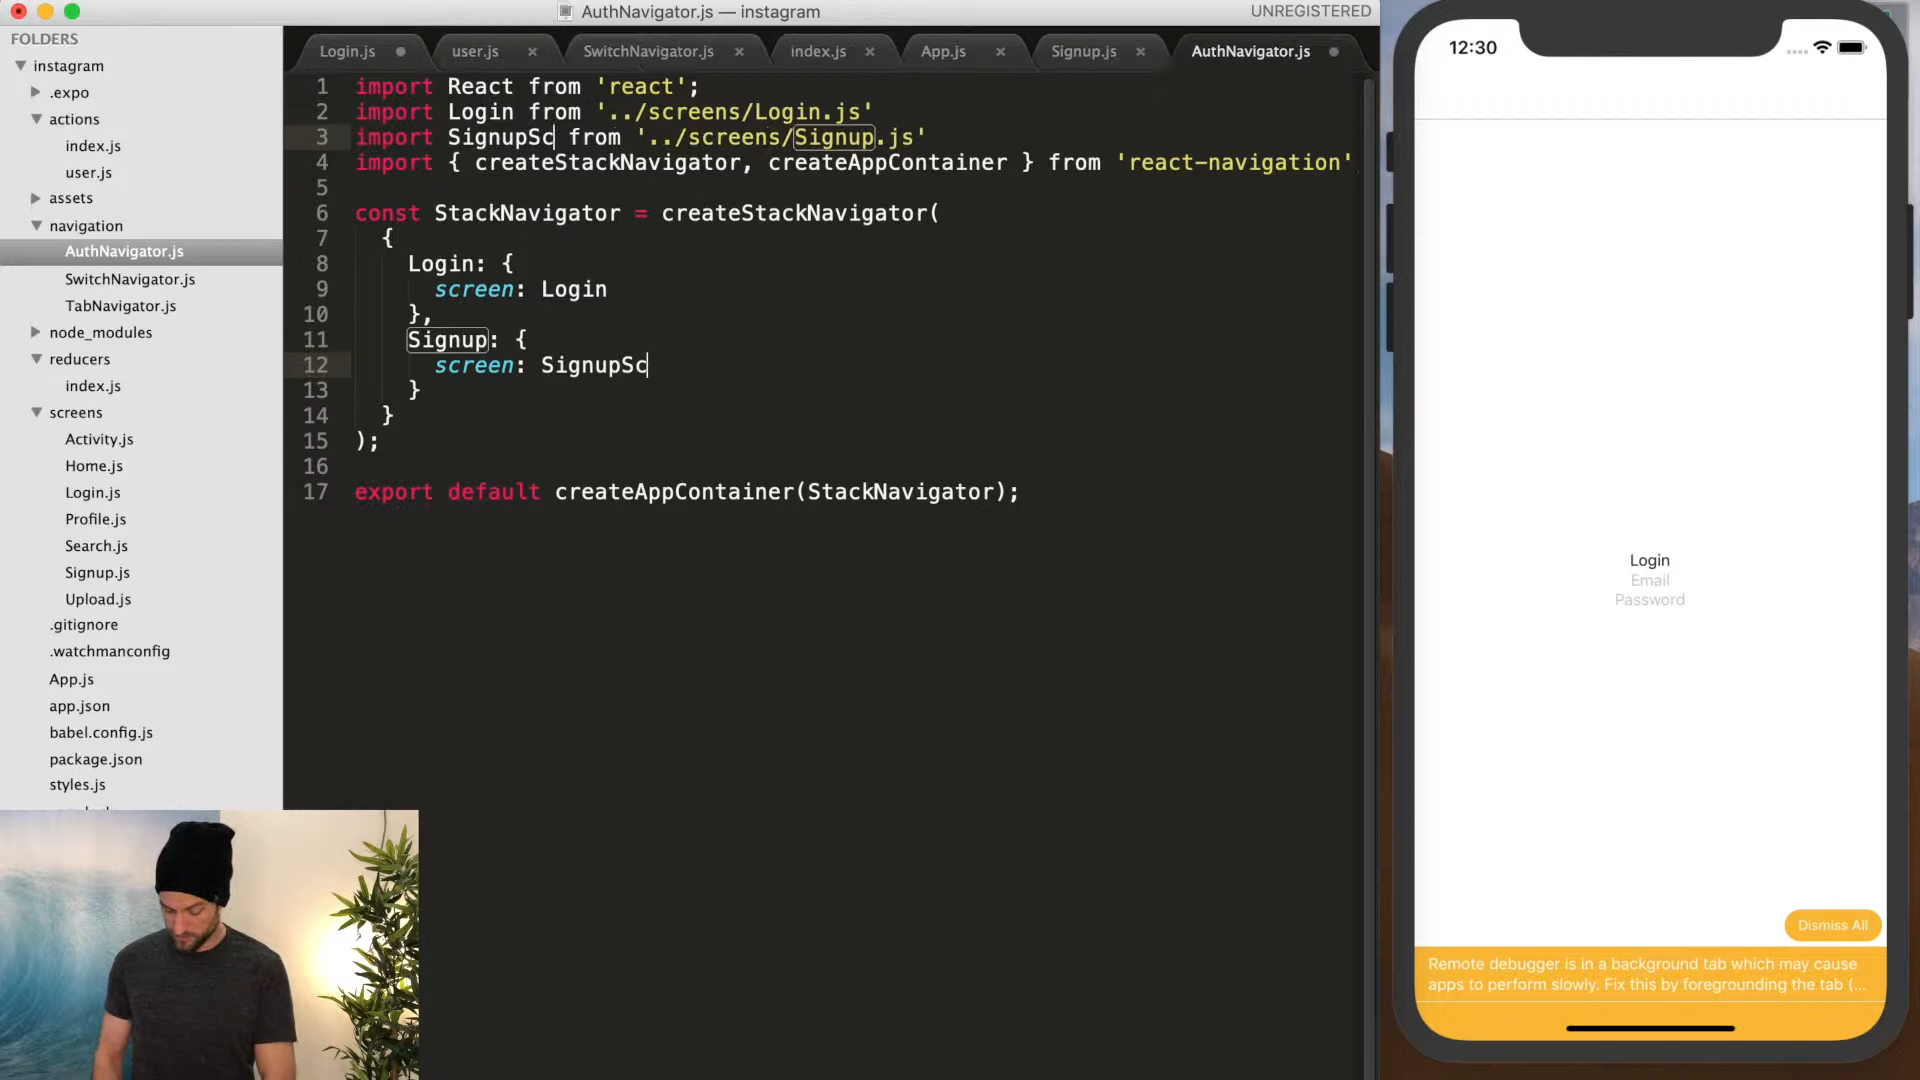 AuthNavigator.js — instagram
UNREGISTERED
FOLDERS
instagram
.expo
actions
index.js
user.js
assets
navigation
AuthNavigator.js
SwitchNavigator.js
TabNavigator.js
node_modules
reducers
index.js
screens
Activity.js
Home.js
Login.js
Profile.js
Search.js
Signup.js
Upload.js
.gitignore
.watchmanconfig
App.js
app.json
babel.config.js
package.json
styles.js
Login.js
user.js
SwitchNavigator.js
index.js
App.js
Signup.js
AuthNavigator.js
1 import React from 'react';
2 import Login from '../screens/Login.js'
3 import SignupSc from '../screens/Signup.js'
4 import { createStackNavigator, createAppContainer } from 'react-navigation'
5
6 const StackNavigator = createStackNavigator(
7 {
8 Login: {
9 screen: Login
10 },
11 Signup: {
12 screen: SignupSc
13 }
14 }
15 );
16
17 export default createAppContainer(StackNavigator);
12:30
Login
Email
Password
Dismiss All
Remote debugger is in a background tab which may cause
apps to perform slowly. Fix this by foregrounding the tab (...